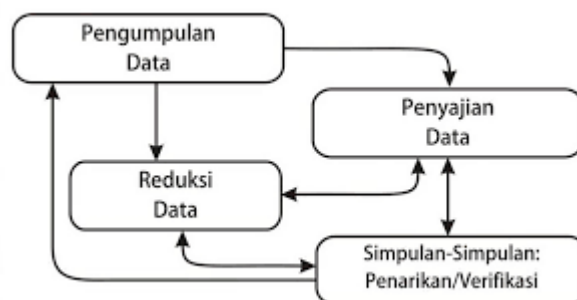 Pengumpulan
Data
Penyajian
Data
Reduksi
Data
Simpulan-Simpulan:
Penarikan/Verifikasi